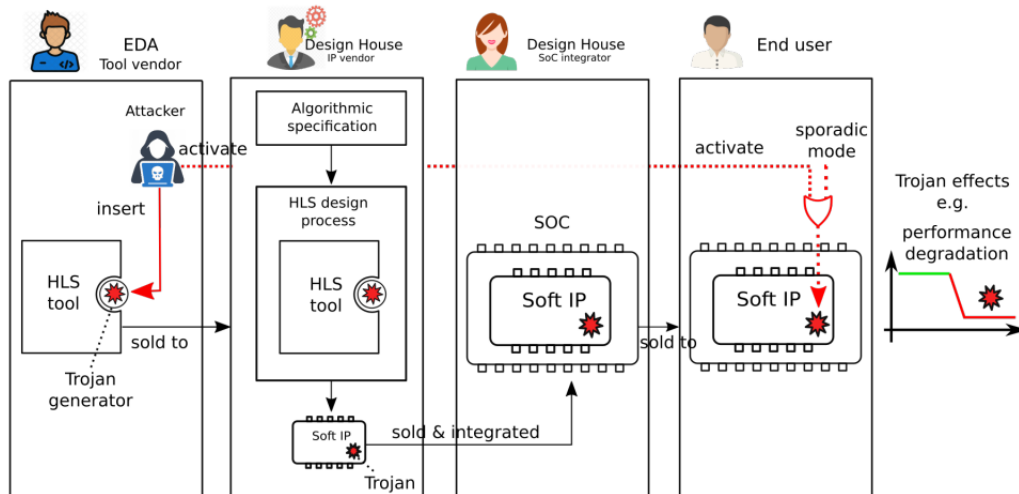 EDA
Tool vendor
Design House
IP vendor
Design House
SoC integrator
End user
Attacker
activate
insert
HLS
tool
Trojan
generator
sold to
Algorithmic
specification
HLS design
process
HLS
tool
Soft IP
Trojan
sold & integrated
SOC
Soft IP
sold to
activate
sporadic
mode
Soft IP
Trojan effects
e.g.
performance
degradation